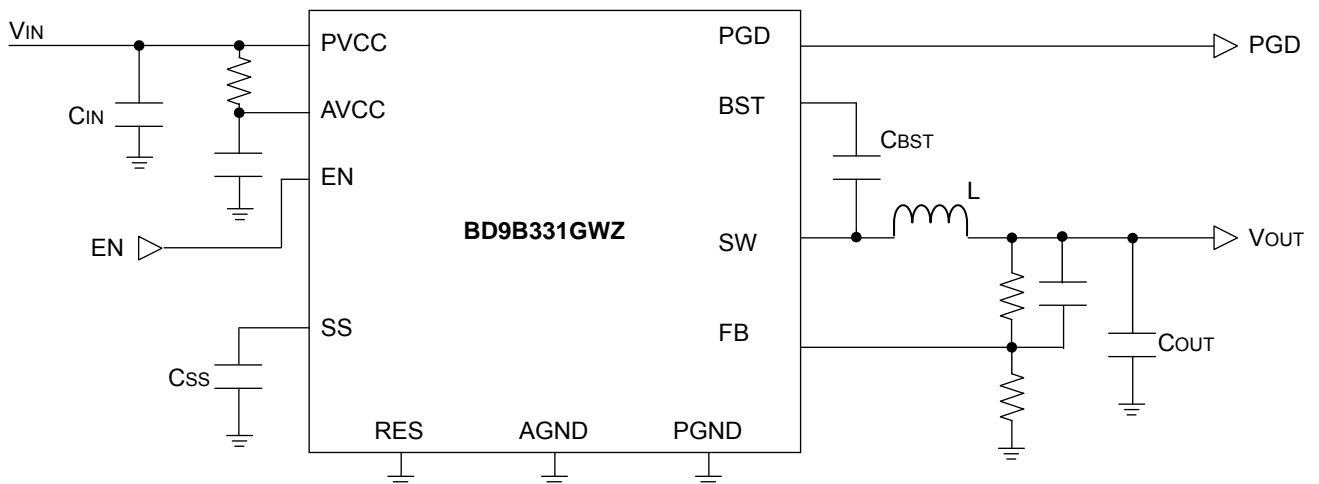 VIN
PVCC
PGD
PGD
CIN
AVCC
BST
CBST
EN
L
BD9B331GWZ
EN
SW
VOUT
SS
FB
COUT
CSS
RES
AGND
PGND